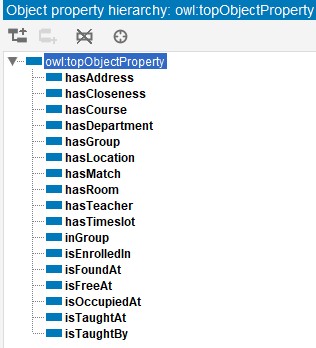 Object property hierarchy: owl:topObjectProperty
owl:topObjectProperty
hasAddress
hasCloseness
hasCourse
hasDepartment
hasGroup
hasLocation
hasMatch
hasRoom
hasTeacher
hasTimeslot
inGroup
isEnrolledIn
isFoundAt
isFreeAt
isOccupiedAt
isTaughtAt
isTaughtBy